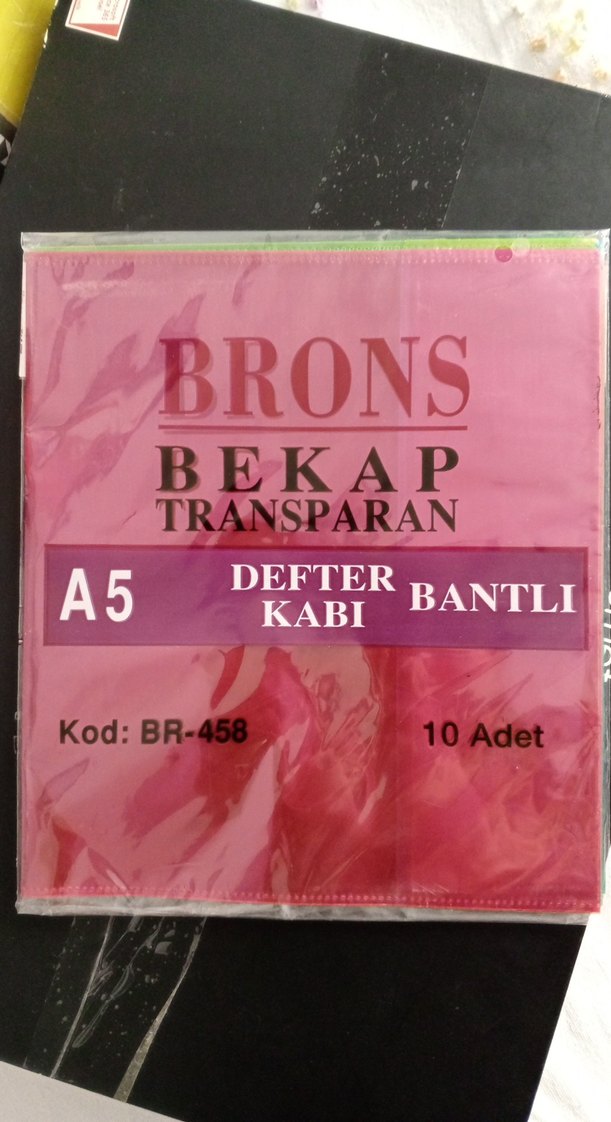 BRONS
BEKAP
TRANSPARAN
A5 DEFTER KABI BANTLI
Kod: BR-458 10 Adet